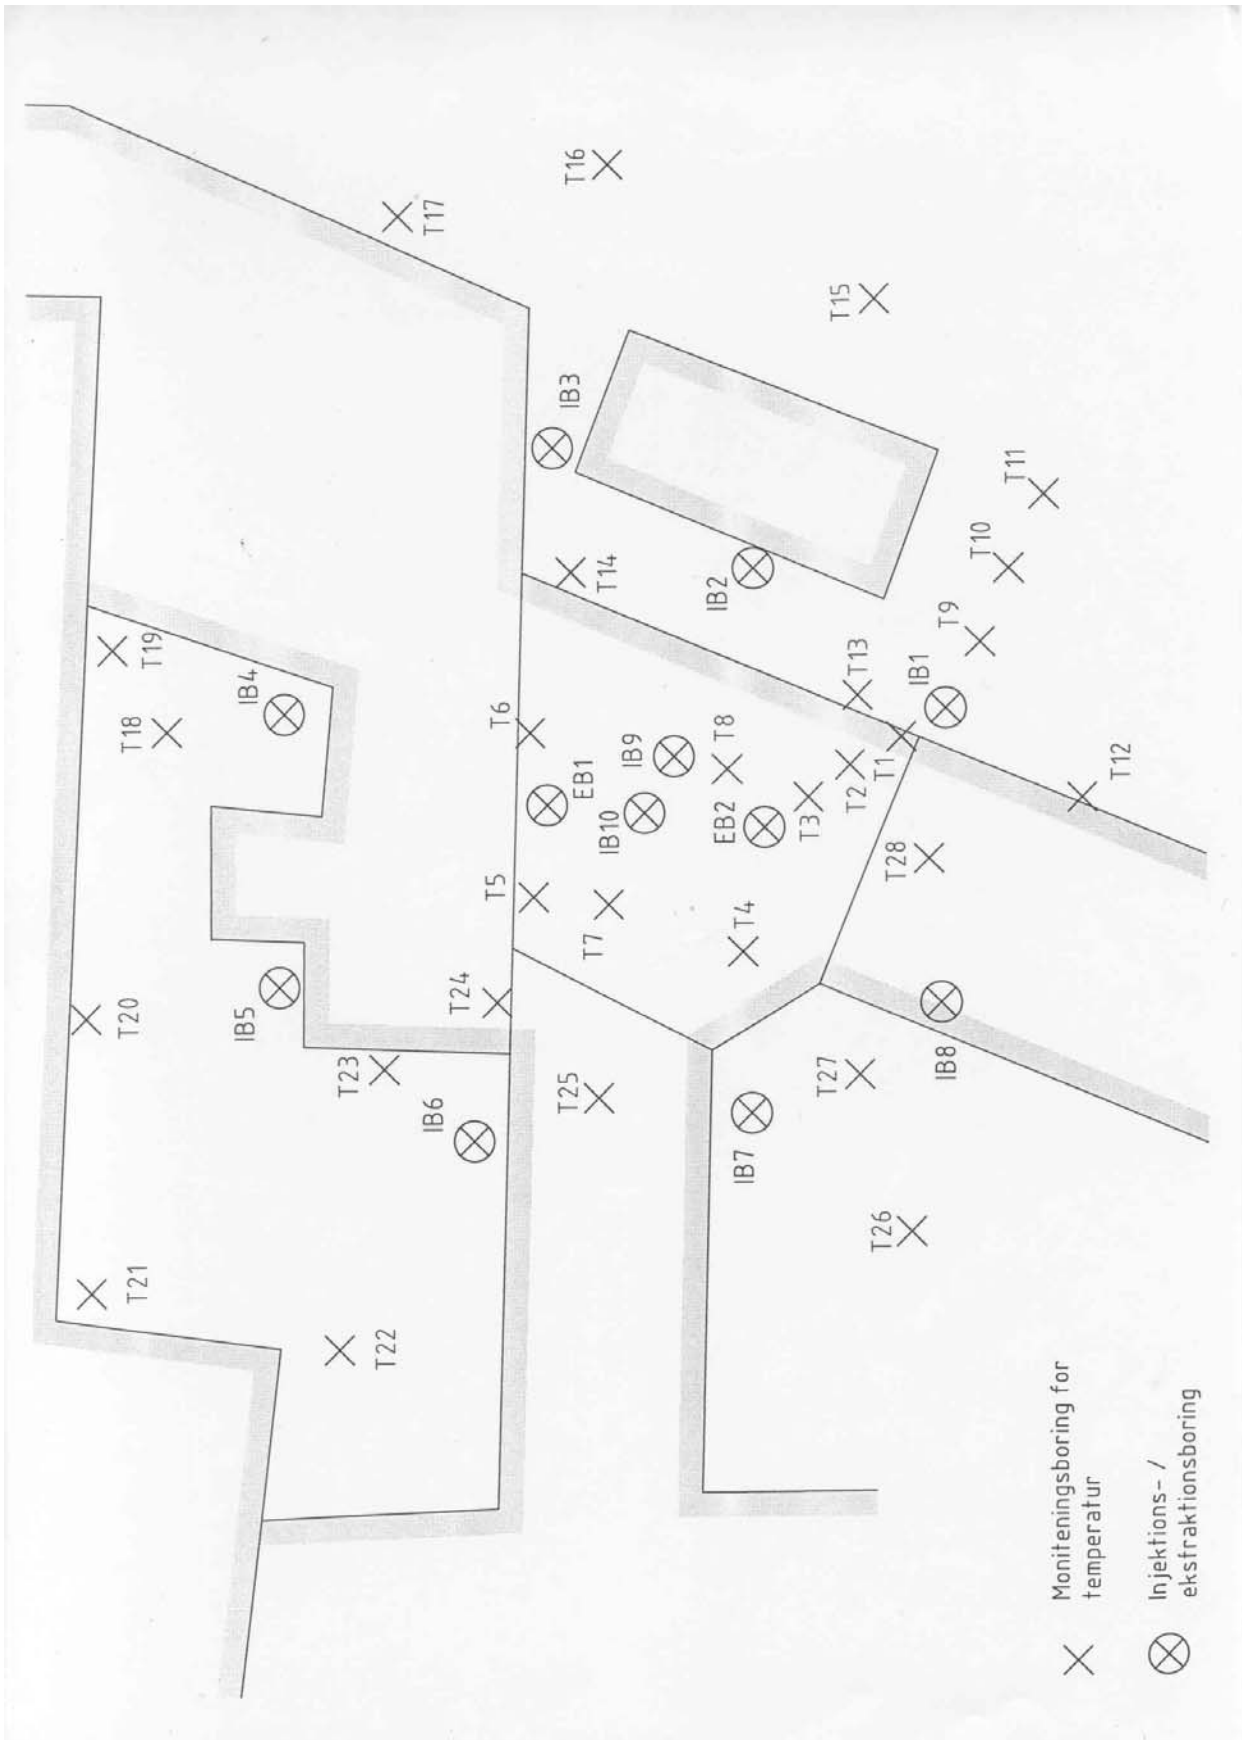 T21
T20
T18
T19
IB5
IB4
T23
T22
IB6
T17
T24
T5
T6
T25
EB1
IB3
T16
T7
IB10
T14
IB9
IB7
EB2
T8
IB2
T4
T3
T27
T15
T2
T13
T26
T1
T28
IB1
IB8
T9
T10
T11
T12
Moniteningsboring for
temperatur
Injektions- /
ekstraktionsboring